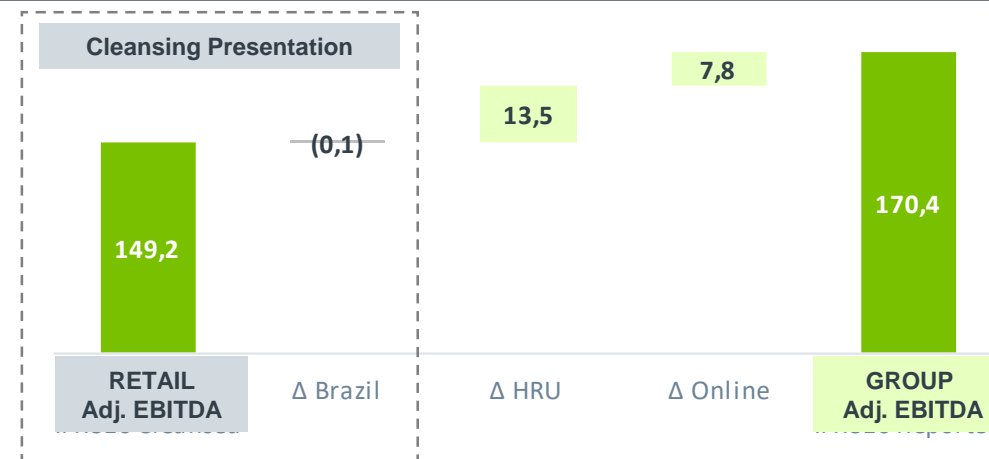 Cleansing Presentation
7,8
13,5
(0,1)
170,4
149,2
RETAIL
Adj. EBITDA
Δ Brazil
Δ HRU
Δ Online
GROUP
Adj. EBITDA